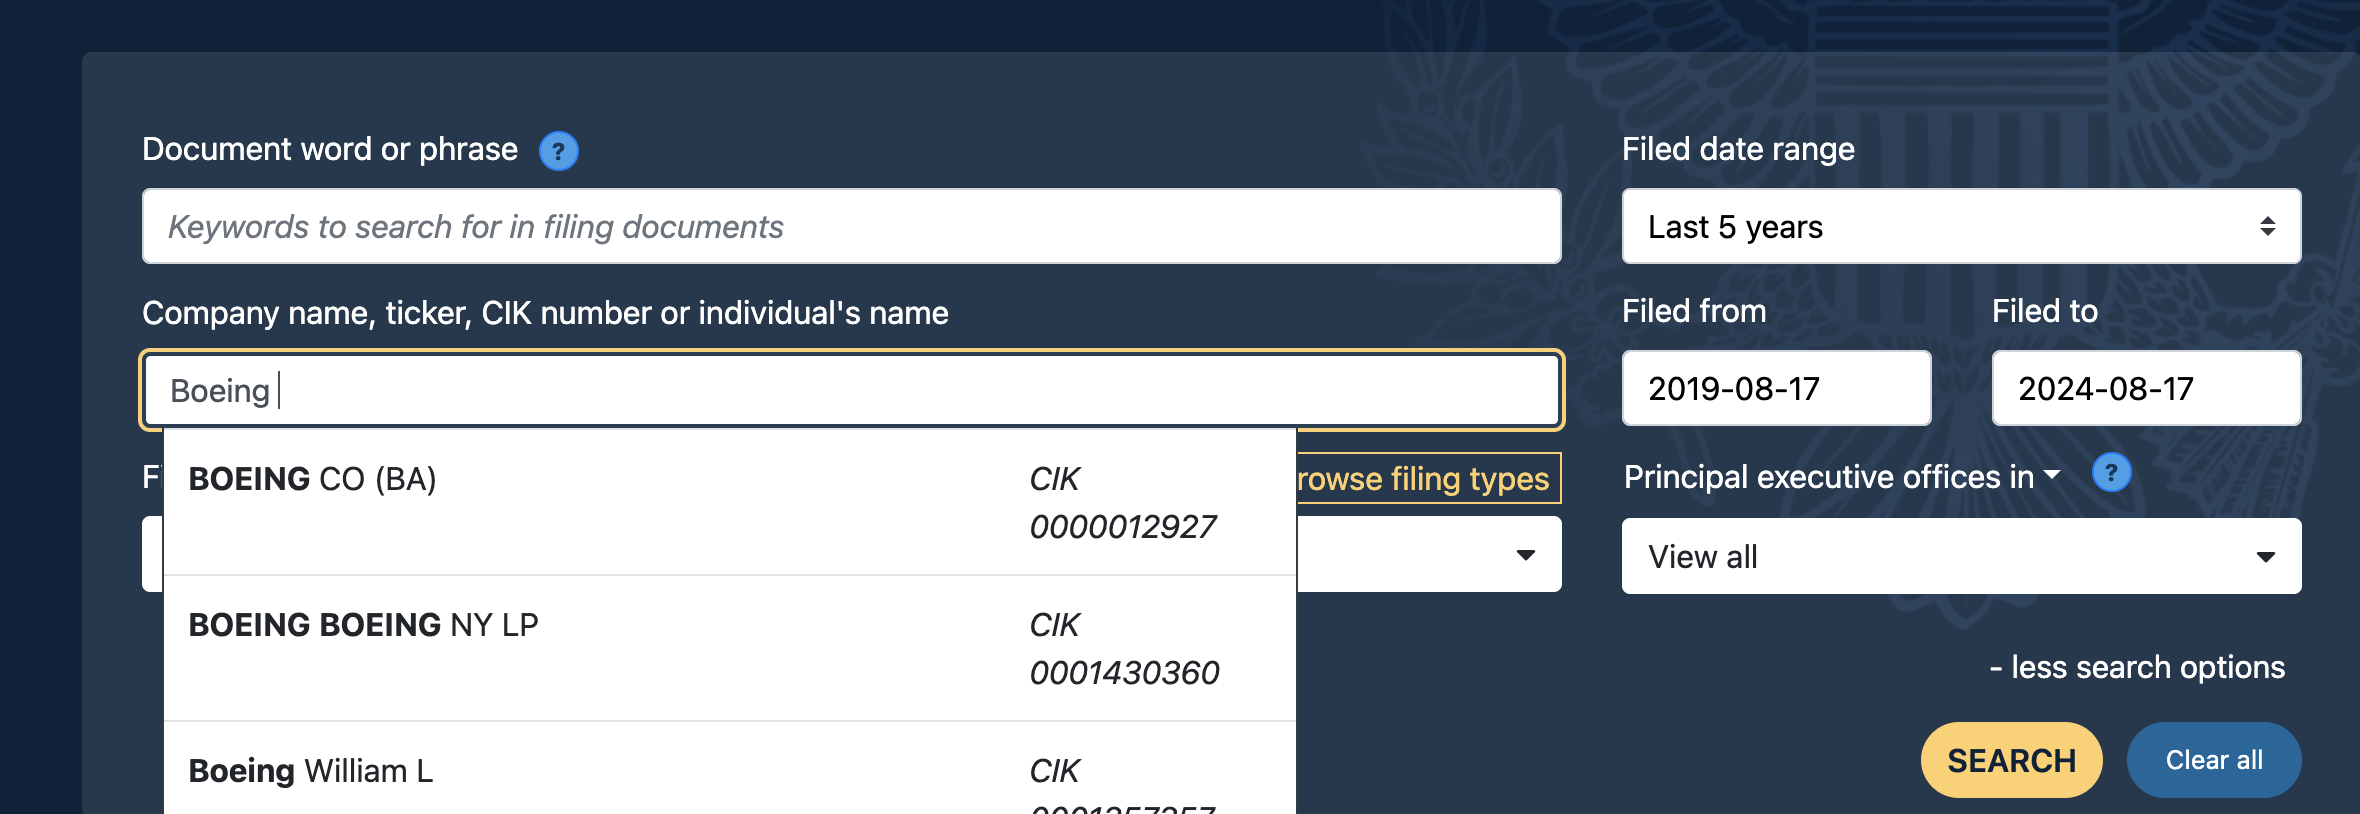 Document word or phrase ?
Keywords to search for in filing documents
Filed date range
Last 5 years
Company name, ticker, CIK number or individual's name
Boeing
Filed from
2019-08-17
Filed to
2024-08-17
BOEING CO (BA)
CIK
0000012927
BOEING BOEING NY LP
CIK
0001430360
Boeing William L
CIK
rowse filing types
Principal executive offices in ?
View all
- less search options
SEARCH
Clear all